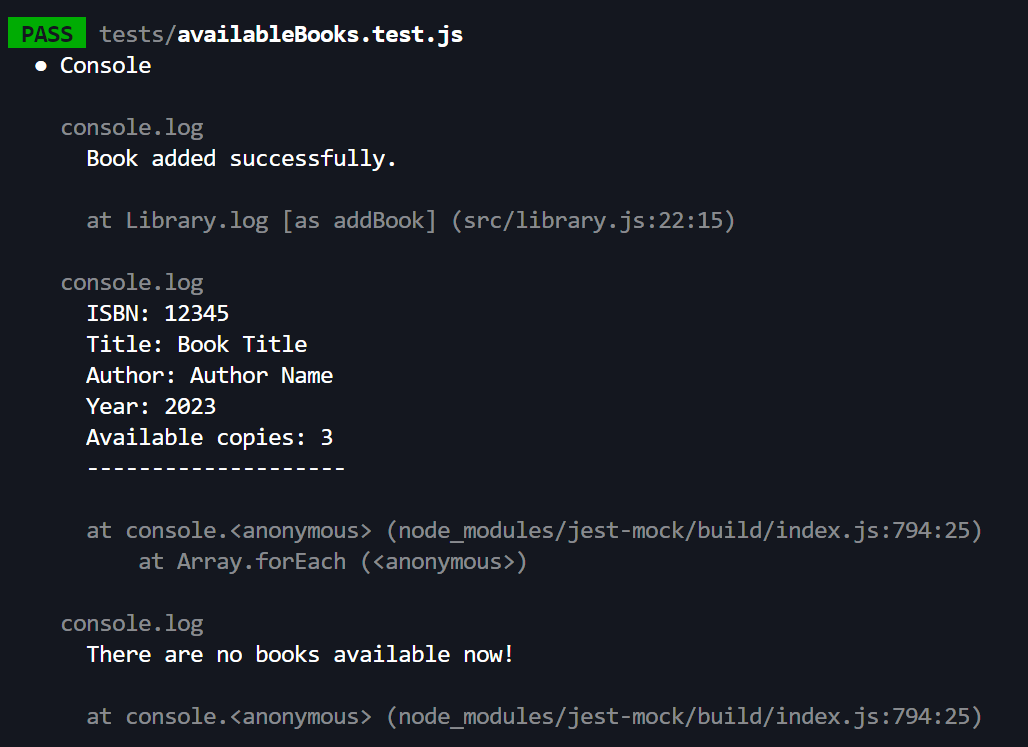 PASS tests/availableBooks.test.js
● Console
console.log
Book added successfully.
at Library.log [as addBook] (src/library.js:22:15)
console.log
ISBN: 12345
Title: Book Title
Author: Author Name
Year: 2023
Available copies: 3
--------------------
at console.<anonymous> (node_modules/jest-mock/build/index.js:794:25)
at Array.forEach (<anonymous>)
console.log
There are no books available now!
at console.<anonymous> (node_modules/jest-mock/build/index.js:794:25)